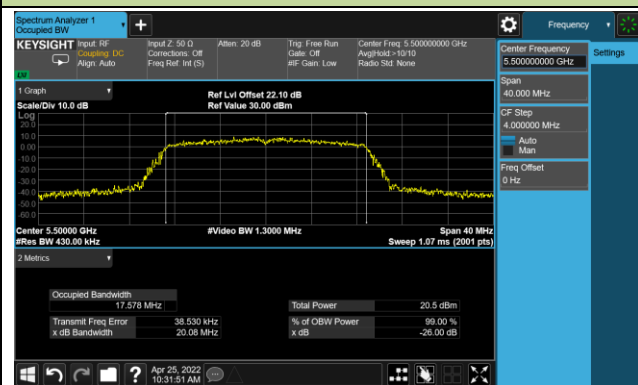 Spectrum Analyzer 1
Occupied BW
Frequency
KEYSIGHT
Input: RF
Coupling: DC
Align: Auto
Input Z: 50 Ω
Corrections: Off
Freq Ref: Int (S)
Atten: 20 dB
Trig: Free Run
Gate: Off
#IF Gain: Low
Center Freq: 5.500000000 GHz
Avg|Hold:>10/10
Radio Std: None
Center Frequency
5.500000000 GHz
Settings
Span
40.000 MHz
CF Step
4.000000 MHz
Auto
Man
Freq Offset
0 Hz
1 Graph
Scale/Div 10.0 dB
Ref Lvl Offset 22.10 dB
Ref Value 30.00 dBm
Log
20.0
10.0
0.00
-10.0
-20.0
-30.0
-40.0
-50.0
-60.0
Center 5.50000 GHz
#Res BW 430.00 kHz
#Video BW 1.3000 MHz
Span 40 MHz
Sweep 1.07 ms (2001 pts)
2 Metrics
Occupied Bandwidth
17.578 MHz
Total Power
20.5 dBm
Transmit Freq Error
38.530 kHz
% of OBW Power
99.00 %
x dB Bandwidth
20.08 MHz
x dB
-26.00 dB
Apr 25, 2022
10:31:51 AM